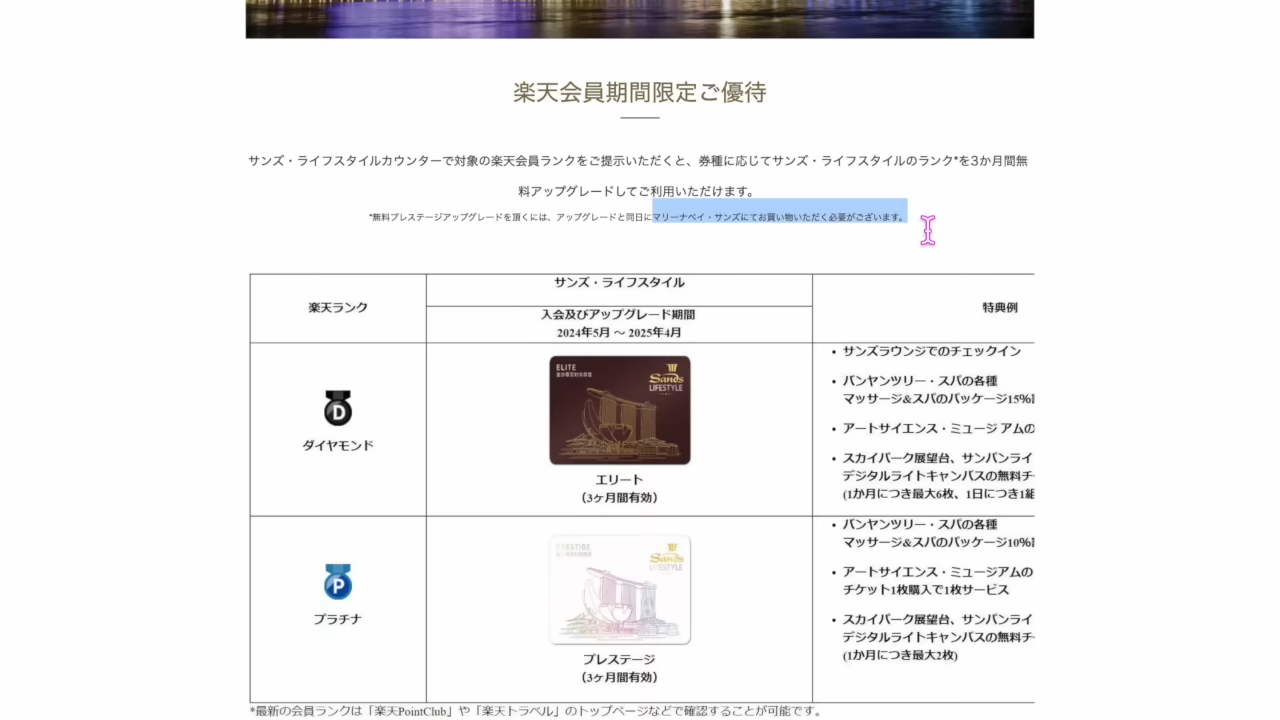 楽天会員期間限定ご優待
サンズ・ライフスタイルカウンターで対象の楽天会員ランクをご提示いただくと、券種に応じてサンズ・ライフスタイルのランク*を3か月間無
料アップグレードしてご利用いただけます。
*無料プレステージアップグレードを頂くには、アップグレードと同日にマリーナベイ・サンズにてお買い物いただく必要がございます。
楽天ランク
サンズ・ライフスタイル
入会及びアップグレード期間
2024年5月 〜 2025年4月
特典例
D
ダイヤモンド
ELITE
Sands
LIFESTYLE
エリート
(3ヶ月間有効)
• サンズラウンジでのチェックイン
• バンヤンツリー・スパの各種
マッサージ&スパのパッケージ15%
• アートサイエンス・ミュージ アムの
• スカイパーク展望台、サンパンライ
デジタルライトキャンバスの無料チ
(1か月につき最大6枚、1日につき1組
P
プラチナ
PRESTIGE
Sands
LIFESTYLE
プレステージ
(3ヶ月間有効)
• バンヤンツリー・スパの各種
マッサージ&スパのパッケージ10%
• アートサイエンス・ミュージアムの
チケット1枚購入で1枚サービス
• スカイパーク展望台、サンパンライ
デジタルライトキャンバスの無料チ
(1か月につき最大2枚)
*最新の会員ランクは「楽天PointClub」や「楽天トラベル」のトップページなどで確認することが可能です。